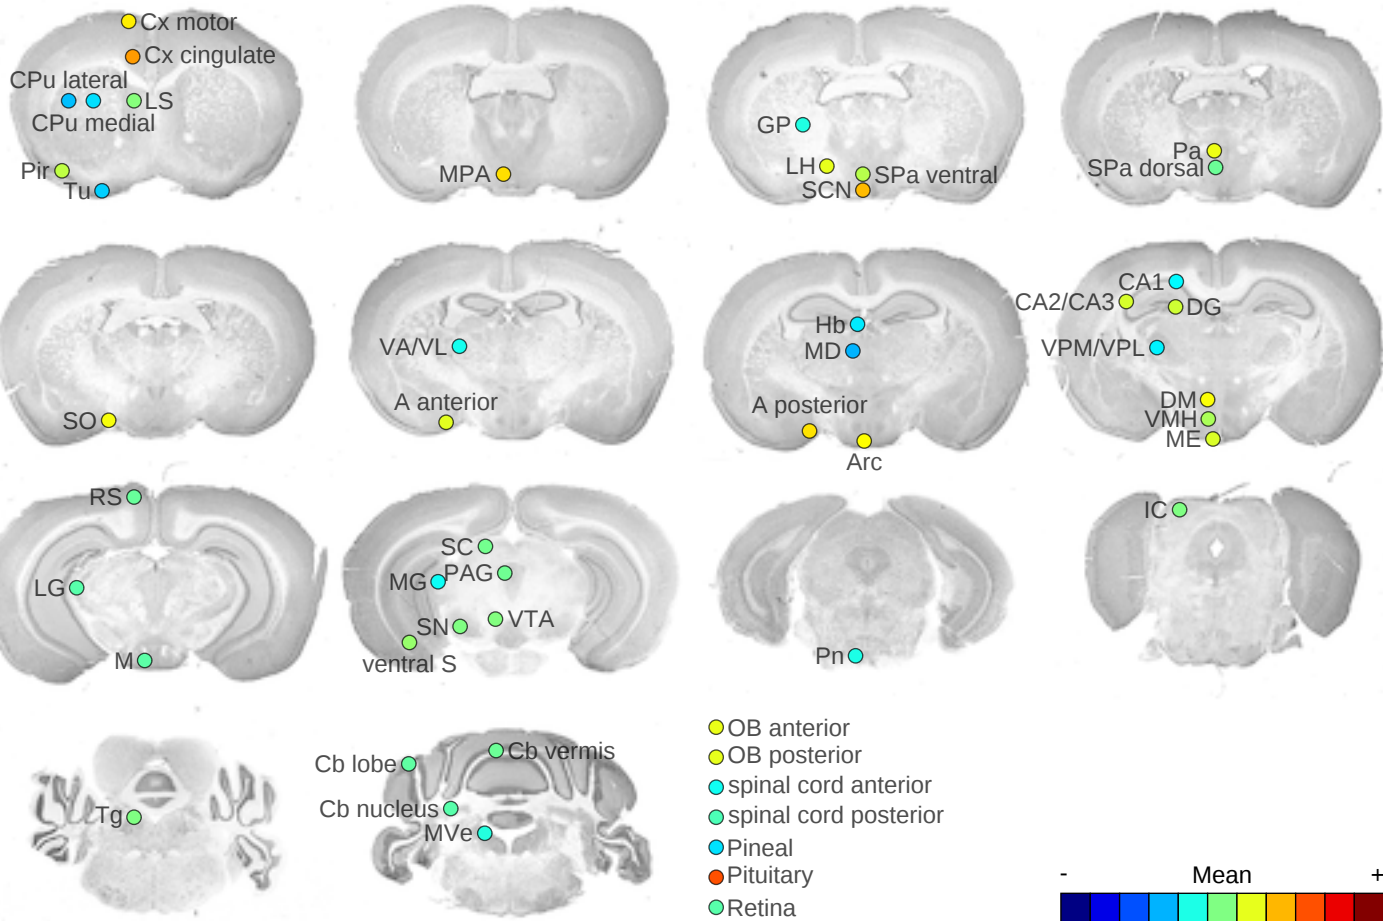 Cx motor
Cx cingulate
CPu lateral
LS
CPu medial
Pir
Tu
MPA
GP
LH
SPa ventral
SCN
Pa
SPa dorsal
SO
VA/VL
A anterior
Hb
MD
A posterior
Arc
CA1
CA2/CA3
DG
VPM/VPL
DM
VMH
ME
RS
LG
M
SC
PAG
MG
VTA
SN
ventral S
Pn
IC
Tg
Cb vermis
Cb lobe
Cb nucleus
MVe
OB anterior
OB posterior
spinal cord anterior
spinal cord posterior
Pineal
Pituitary
Retina
- Mean +